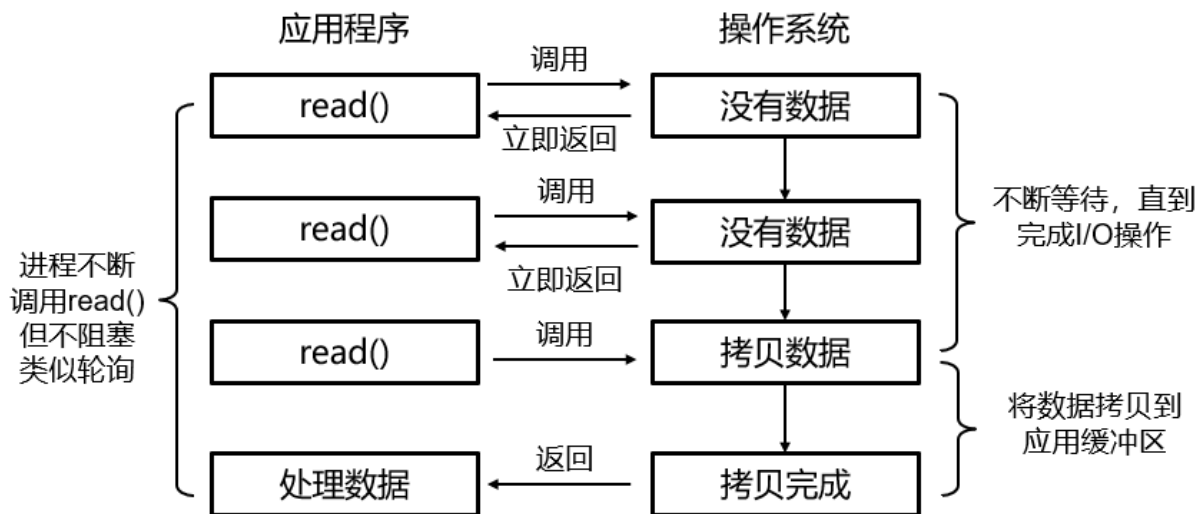 应用程序
操作系统
调用
read()
没有数据
立即返回
调用
read()
没有数据
立即返回
不断等待，直到
完成I/O操作
进程不断
调用read()
但不阻塞
类似轮询
调用
read()
拷贝数据
将数据拷贝到
应用缓冲区
返回
处理数据
拷贝完成